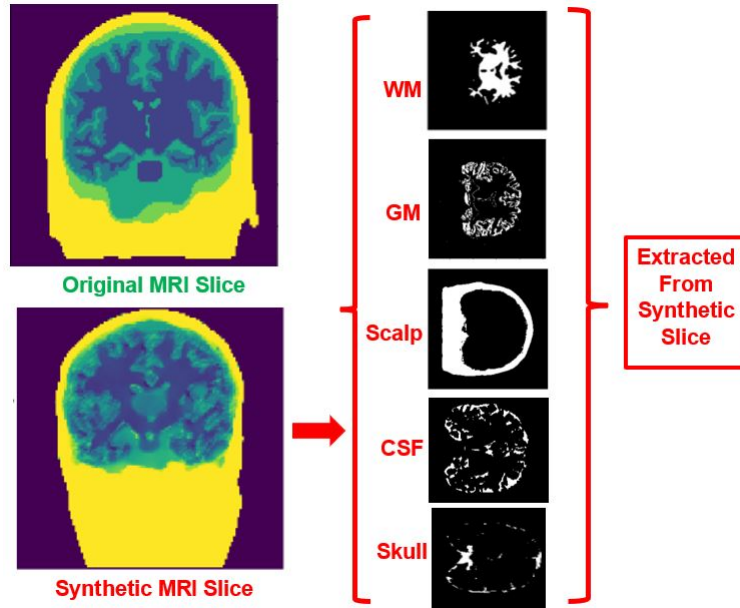 Original MRI Slice
Synthetic MRI Slice
WM
GM
Scalp
CSF
Skull
Extracted
From
Synthetic
Slice